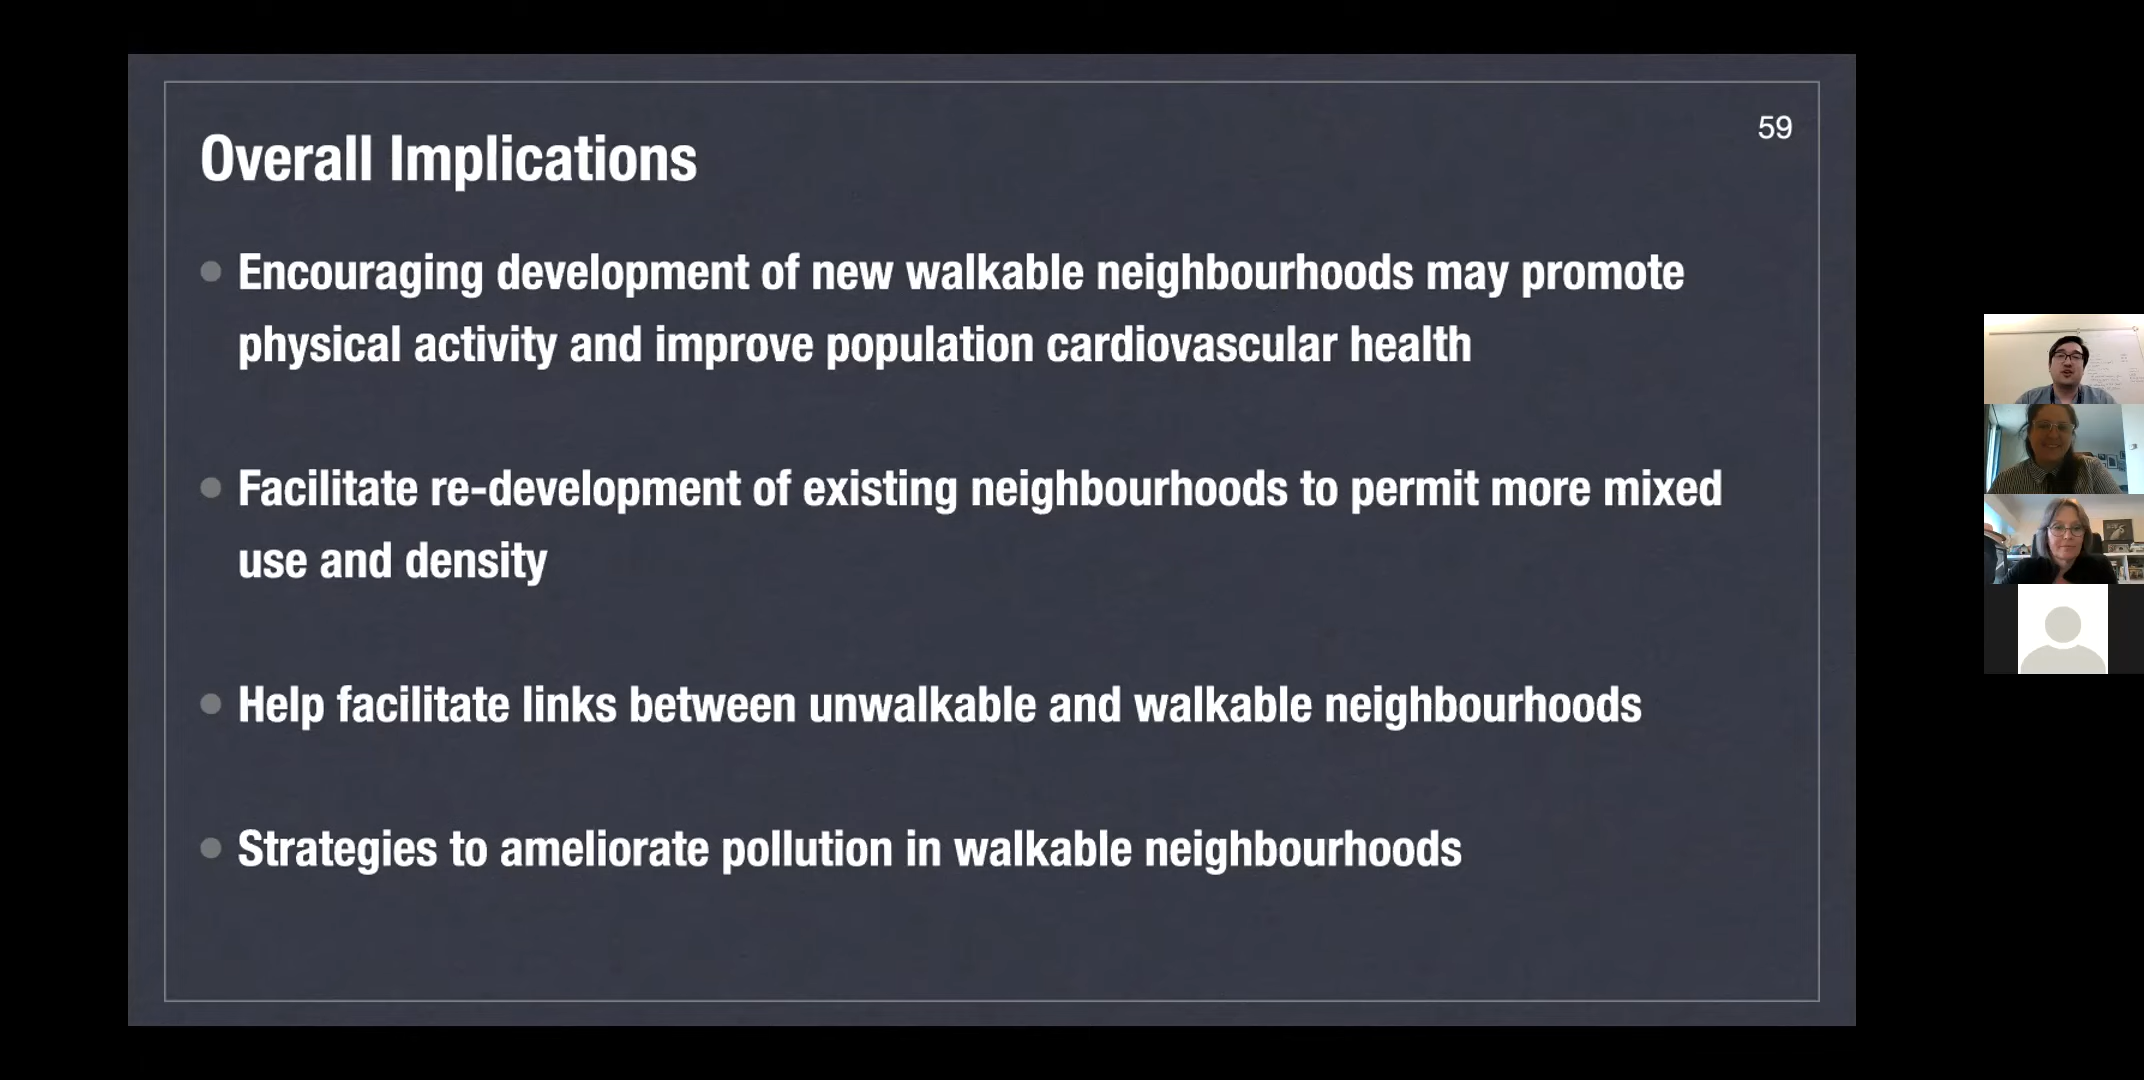 59
Overall Implications
Encouraging development of new walkable neighbourhoods may promote
physical activity and improve population cardiovascular health
Facilitate re-development of existing neighbourhoods to permit more mixed
use and density
Help facilitate links between unwalkable and walkable neighbourhoods
Strategies to ameliorate pollution in walkable neighbourhoods